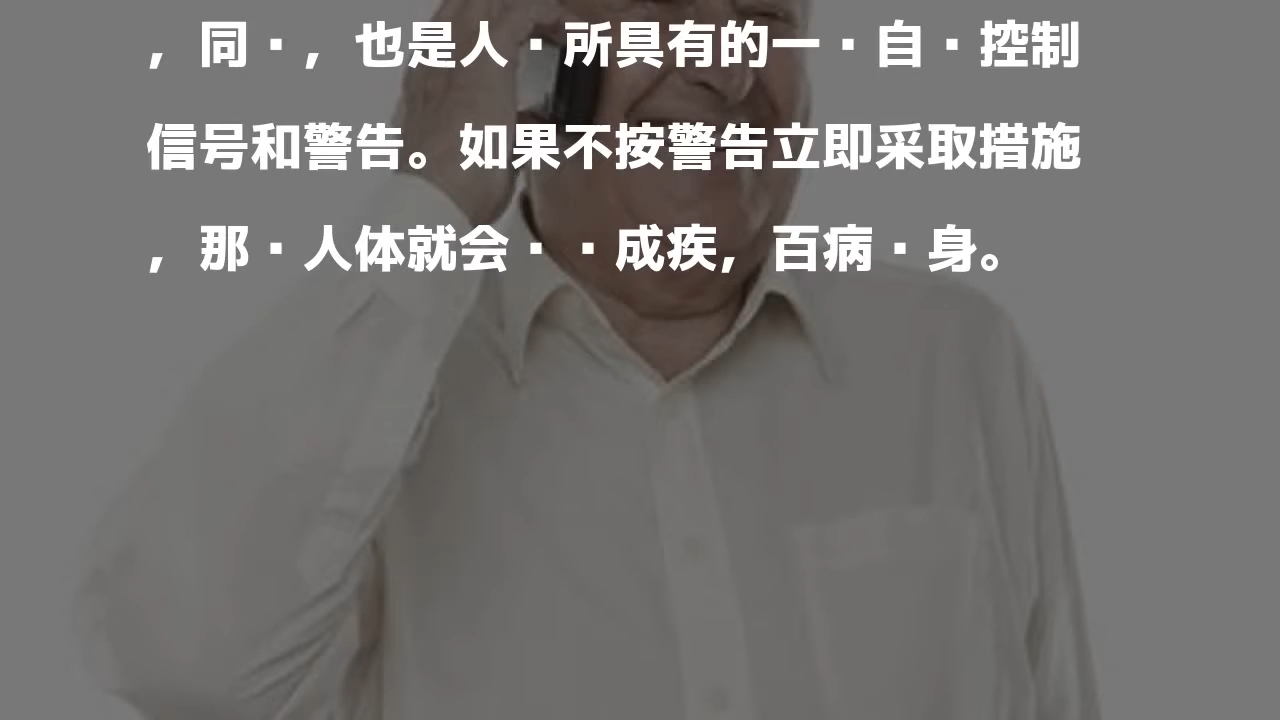 ，同·，也是人·所具有的一·自·控制
信号和警告。如果不按警告立即采取措施
，那·人体就会··成疾，百病·身。